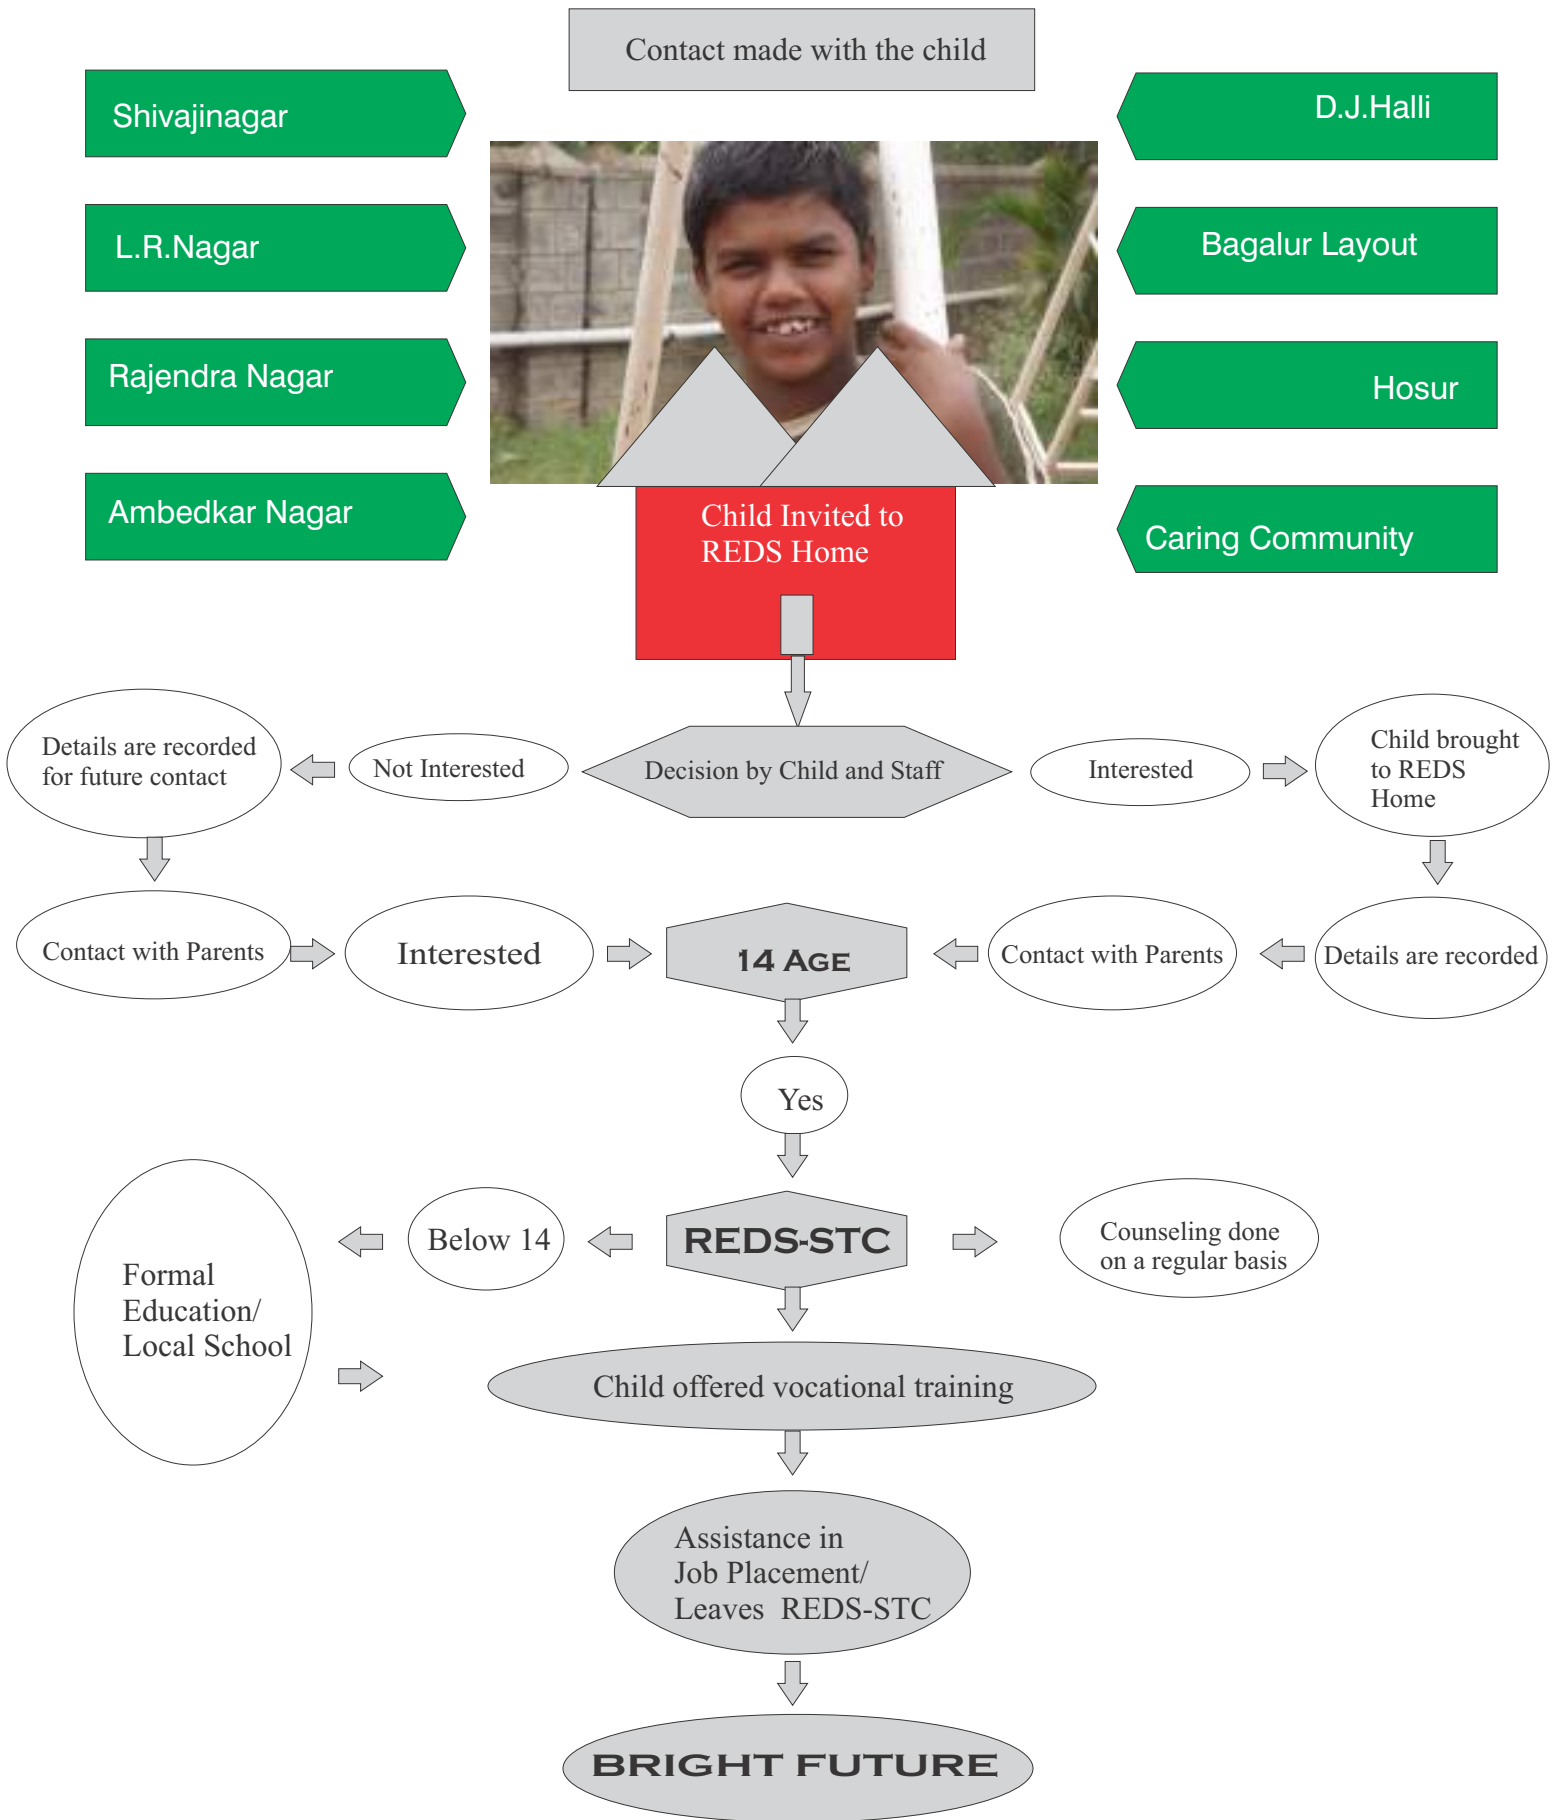 Contact made with the child
Shivajinagar
D.J.Halli
L.R.Nagar
Bagalur Layout
Rajendra Nagar
Hosur
Ambedkar Nagar
Caring Community
Child Invited to
REDS Home
Details are recorded
for future contact
Not Interested
Decision by Child and Staff
Interested
Child brought
to REDS
Home
Contact with Parents
Interested
14 AGE
Contact with Parents
Details are recorded
Yes
Formal
Education/
Local School
Below 14
REDS-STC
Counseling done
on a regular basis
Child offered vocational training
Assistance in
Job Placement/
Leaves REDS-STC
BRIGHT FUTURE